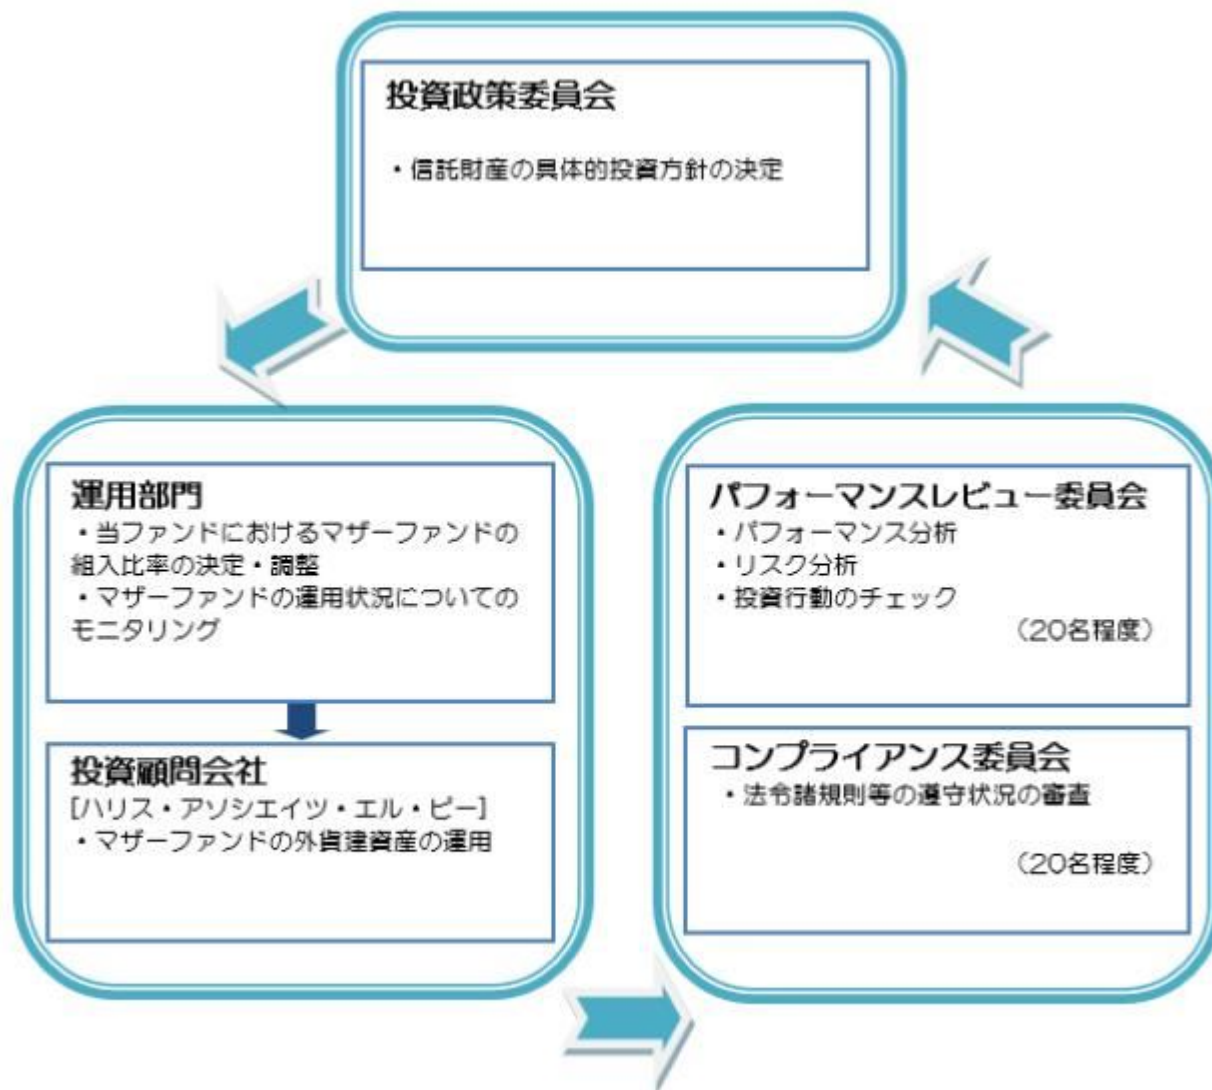 投資政策委員会
・信託財産の具体的投資方針の決定
運用部門
・当ファンドにおけるマザーファンドの
組入比率の決定・調整
・マザーファンドの運用状況についての
モニタリング
投資顧問会社
[ハリス・アソシエイツ・エル・ピー]
・マザーファンドの外貨建資産の運用
パフォーマンスレビュー委員会
・パフォーマンス分析
・リスク分析
・投資行動のチェック
（20名程度）
コンプライアンス委員会
・法令諸規則等の遵守状況の審査
（20名程度）